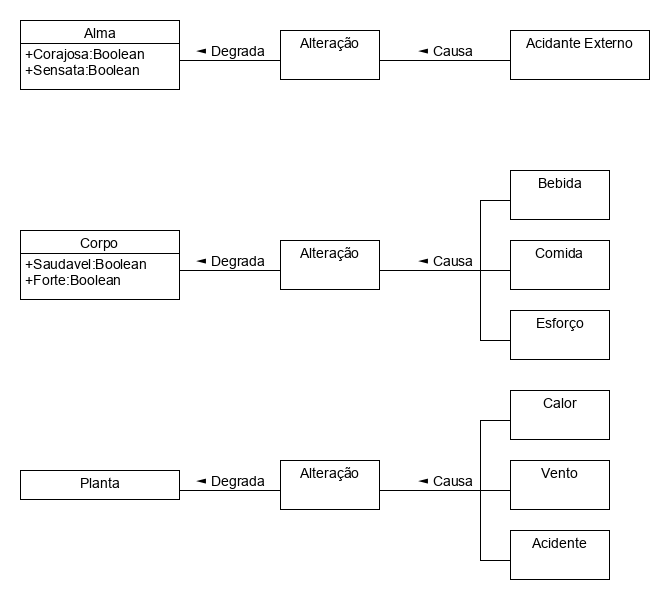 Alma
+Corajosa:Boolean
+Sensata:Boolean
◄ Degrada
Alteração
◄ Causa
Acidante Externo
Bebida
Corpo
+Saudavel:Boolean
+Forte:Boolean
◄ Degrada
Alteração
◄ Causa
Comida
Esforço
Calor
Planta
◄ Degrada
Alteração
◄ Causa
Vento
Acidente